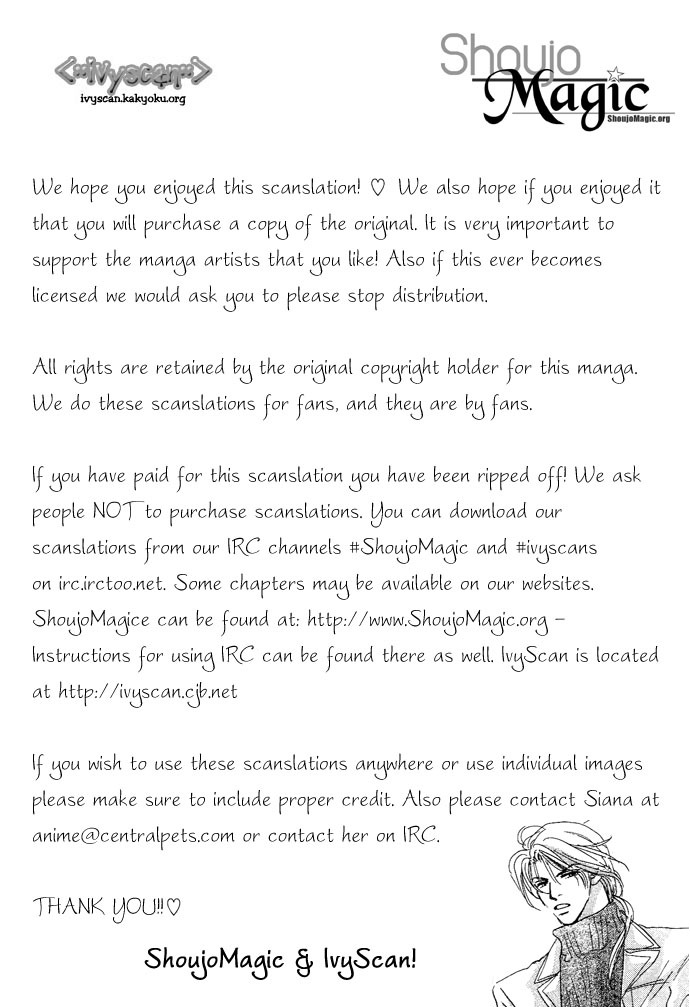 <::ivyscan::>
ivyscan.kakyoku.org
Shoujo
Magic
ShoujoMagic.org
We hope you enjoyed this scanslation! ♡ We also hope if you enjoyed it
that you will purchase a copy of the original. It is very important to
support the manga artists that you like! Also if this ever becomes
licensed we would ask you to please stop distribution.
All rights are retained by the original copyright holder for this manga.
We do these scanslations for fans, and they are by fans.
If you have paid for this scanslation you have been ripped off! We ask
people NOT to purchase scanslations. You can download our
scanslations from our IRC channels #ShoujoMagic and #ivyscans
on irc.irctoo.net. Some chapters may be available on our websites.
ShoujoMagice can be found at: http://www.ShoujoMagic.org –
Instructions for using IRC can be found there as well. IvyScan is located
at http://ivyscan.cjb.net
If you wish to use these scanslations anywhere or use individual images
please make sure to include proper credit. Also please contact Siana at
anime@centralpets.com or contact her on IRC.
THANK YOU!!♡
ShoujoMagic & IvyScan!